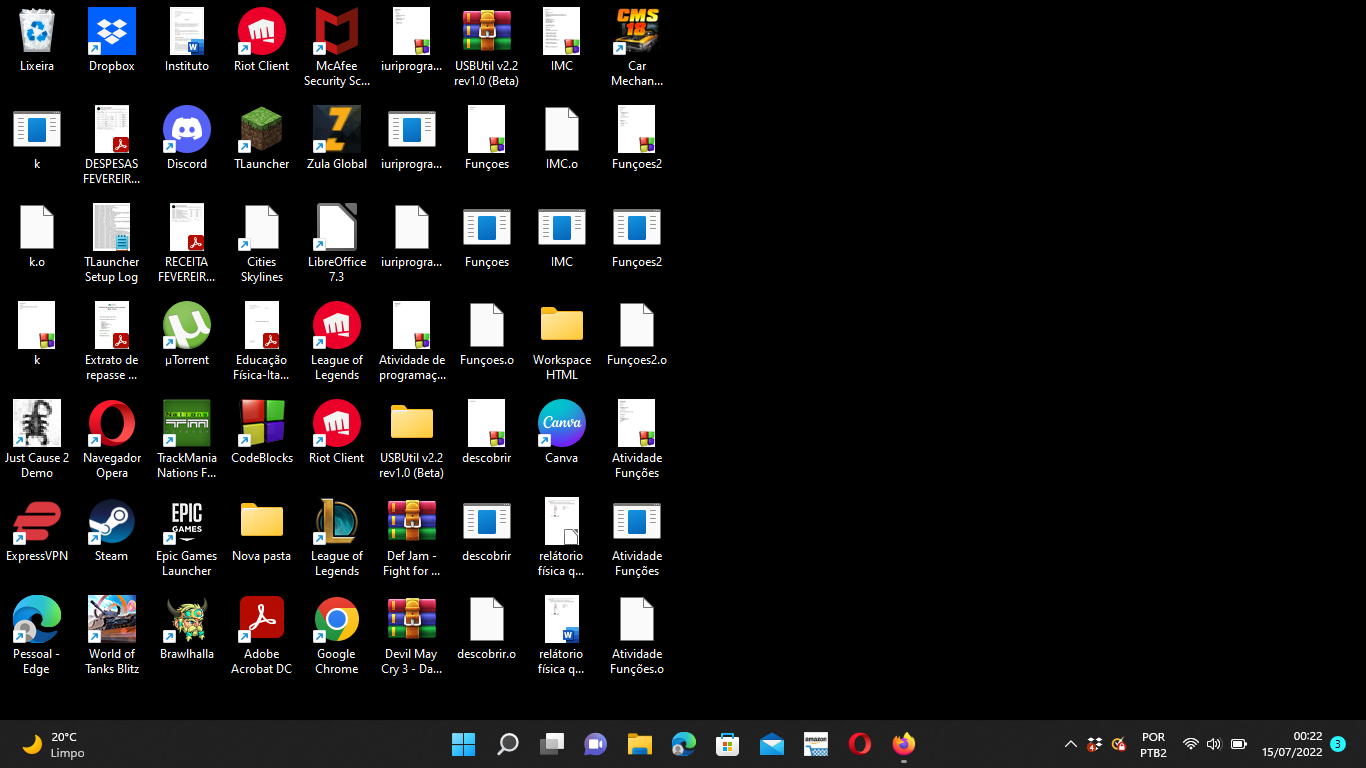 Lixeira
Dropbox
Instituto
Riot Client
McAfee
Security Sc...
iuriprogra...
USBUtil v2.2
rev1.0 (Beta)
IMC
CMS
18
Car
Mechan...
k
DESPESAS
FEVEREIR...
Discord
TLauncher
Zula Global
iuriprogra...
Funçoes
IMC.o
Funçoes2
k.o
TLauncher
Setup Log
RECEITA
FEVEREIR...
Cities
Skylines
LibreOffice
7.3
iuriprogra...
Funçoes
IMC
Funçoes2
k
Extrato de
repasse ...
µTorrent
Educação
Física-Ita...
League of
Legends
Atividade de
programaç...
Funçoes.o
Workspace
HTML
Funçoes2.o
Just Cause 2
Demo
Navegador
Opera
Nations
TrackMania
Nations F...
CodeBlocks
Riot Client
USBUtil v2.2
rev1.0 (Beta)
descobrir
Canva
Canva
Atividade
Funções
ExpressVPN
Steam
EPIC
GAMES
Epic Games
Launcher
Nova pasta
League of
Legends
Def Jam -
Fight for ...
descobrir
relátorio
física q...
Atividade
Funções
Pessoal -
Edge
World of
Tanks Blitz
Brawlhalla
Adobe
Acrobat DC
Google
Chrome
Devil May
Cry 3 - Da...
descobrir.o
relátorio
física q...
Atividade
Funções.o
20°C
Limpo
amazon
POR
PTB2
00:22
15/07/2022
3